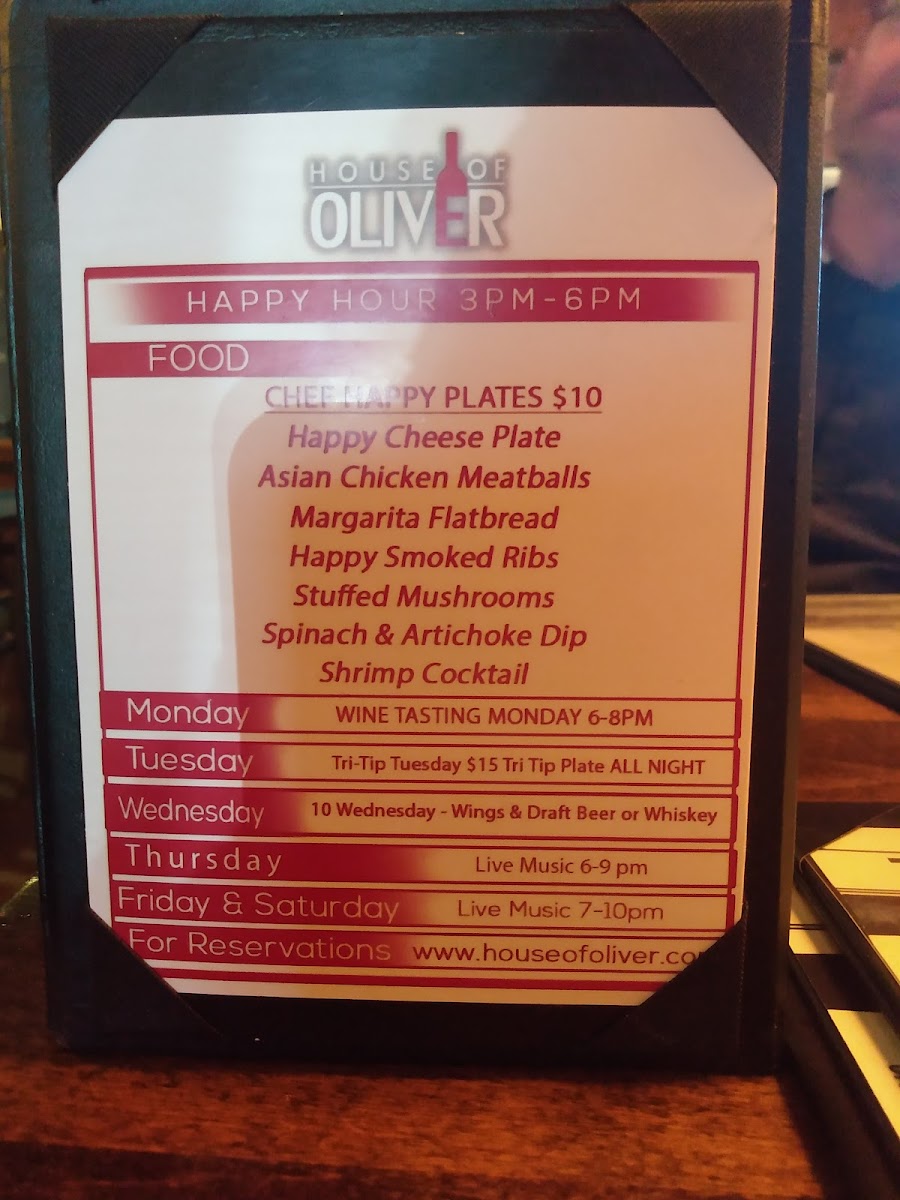 HOUSE OF
OLIVER
HAPPY HOUR 3PM-6PM
FOOD
CHEF HAPPY PLATES $10
Happy Cheese Plate
Asian Chicken Meatballs
Margarita Flatbread
Happy Smoked Ribs
Stuffed Mushrooms
Spinach & Artichoke Dip
Shrimp Cocktail
Monday WINE TASTING MONDAY 6-8PM
Tuesday Tri-Tip Tuesday $15 Tri Tip Plate ALL NIGHT
Wednesday 10 Wednesday - Wings & Draft Beer or Whiskey
Thursday Live Music 6-9 pm
Friday & Saturday Live Music 7-10pm
For Reservations www.houseofoliver.co